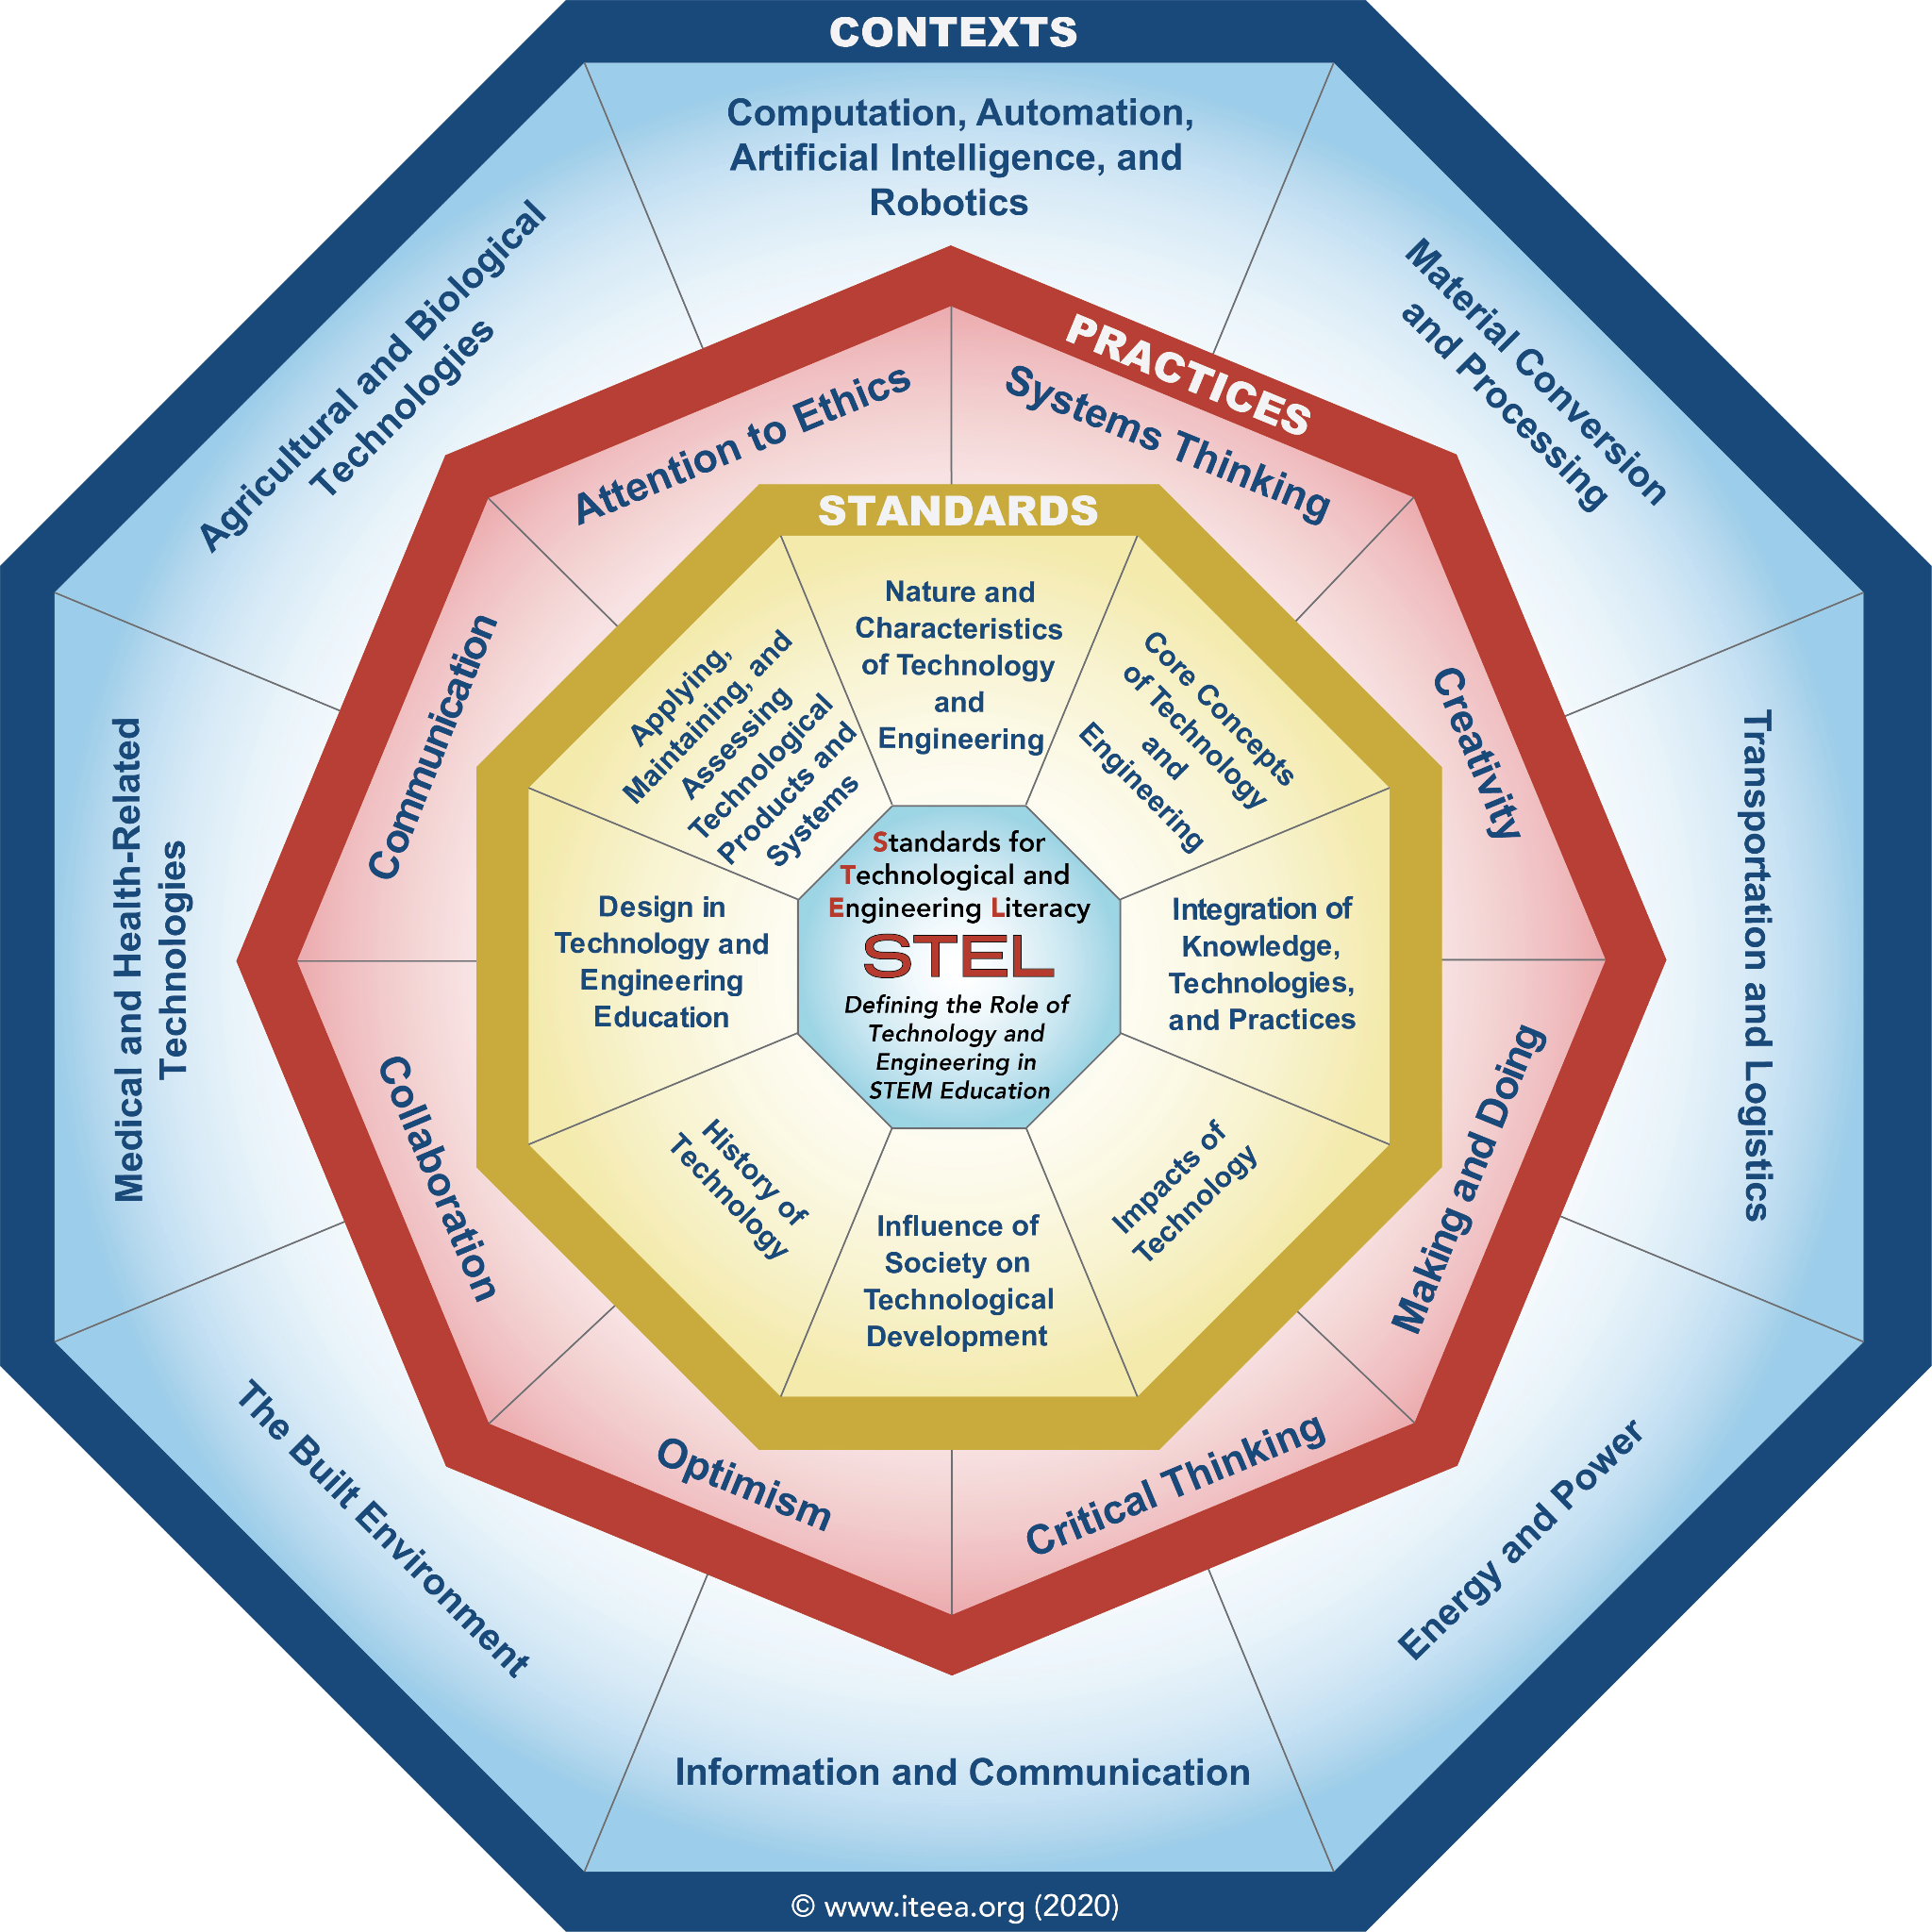 CONTEXTS
Computation, Automation,
Artificial Intelligence, and
Robotics
Material Conversion
and Processing
Transportation and Logistics
Energy and Power
Information and Communication
The Built Environment
Medical and Health-Related
Technologies
Agricultural and Biological
Technologies
PRACTICES
Systems Thinking
Creativity
Making and Doing
Critical Thinking
Optimism
Collaboration
Communication
Attention to Ethics
STANDARDS
Nature and
Characteristics
of Technology
and
Engineering
Core Concepts
of Technology
and
Engineering
Integration of
Knowledge,
Technologies,
and Practices
Impacts of
Technology
Influence of
Society on
Technological
Development
History of
Technology
Design in
Technology and
Engineering
Education
Applying,
Maintaining, and
Assessing
Technological
Products and
Systems
Standards for
Technological and
Engineering Literacy
STEL
Defining the Role of
Technology and
Engineering in
STEM Education
© www.iteea.org (2020)